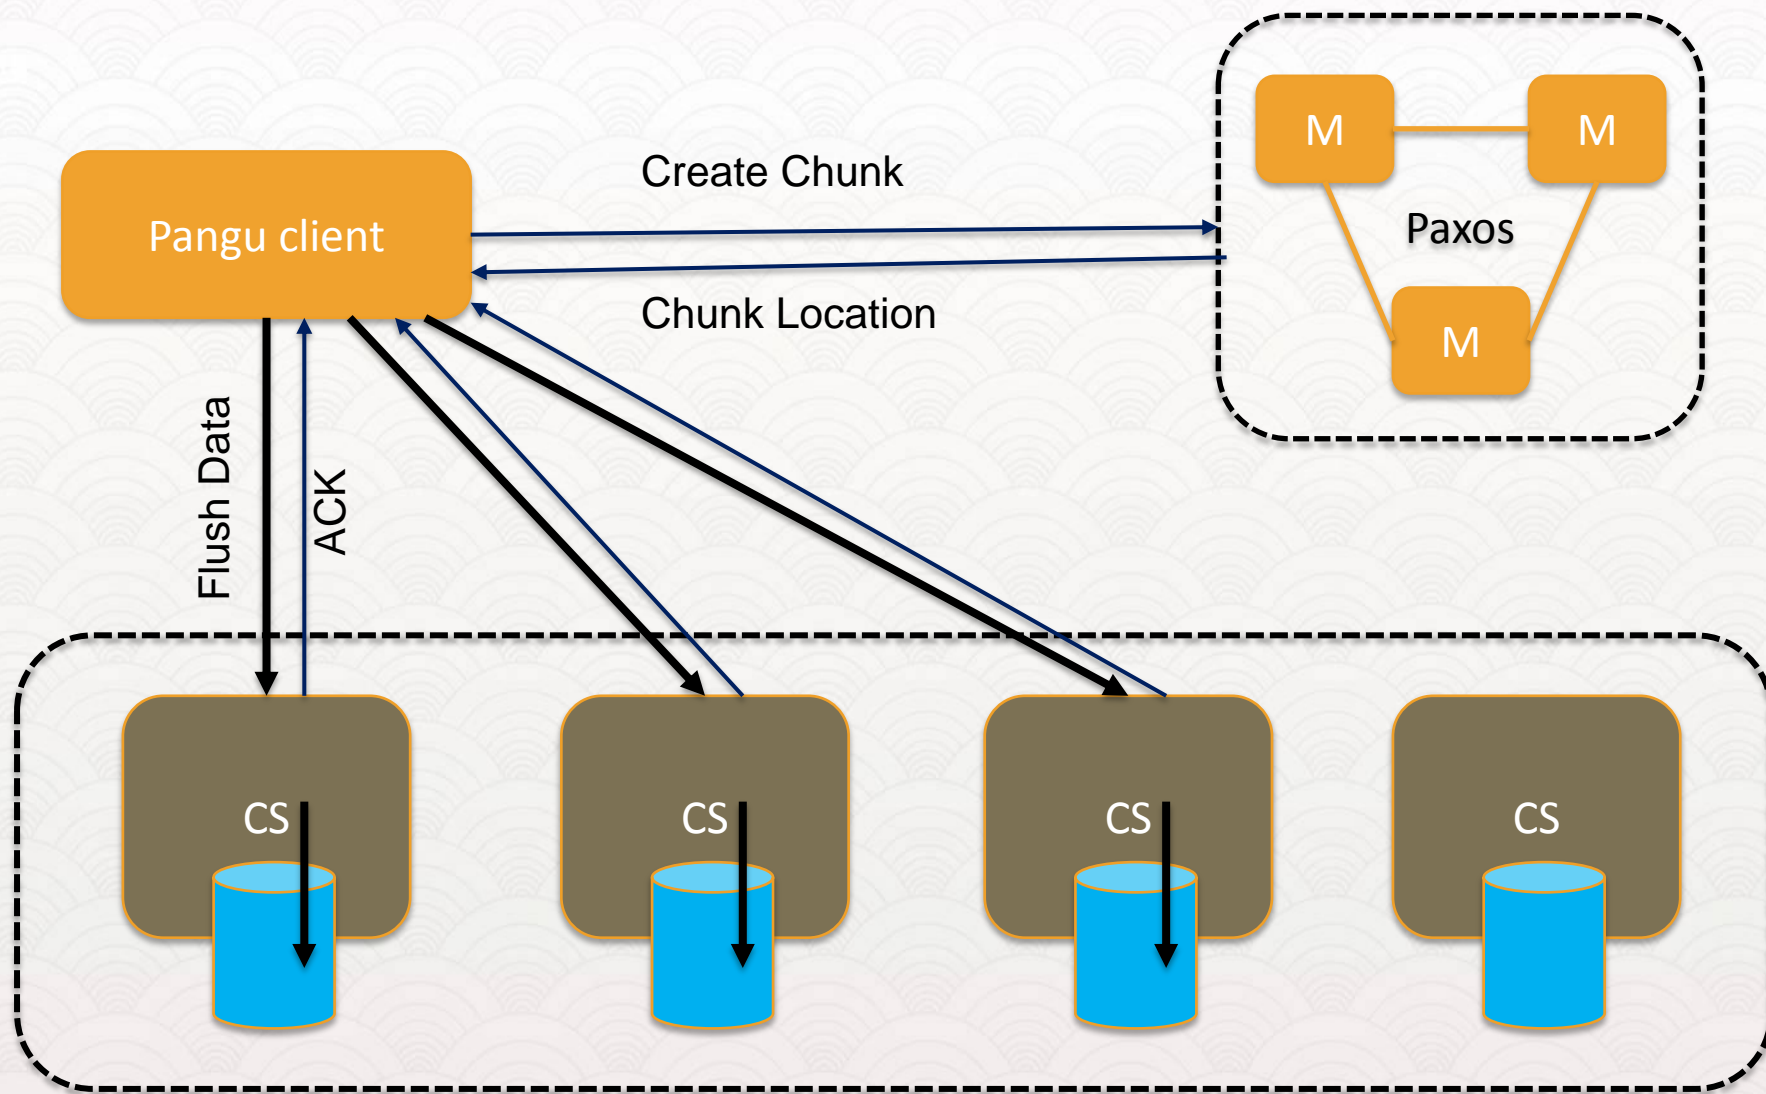 M
M
Create Chunk
Pangu client
Paxos
Chunk Location
M
Flush Data
ACK
CS
CS
CS
CS